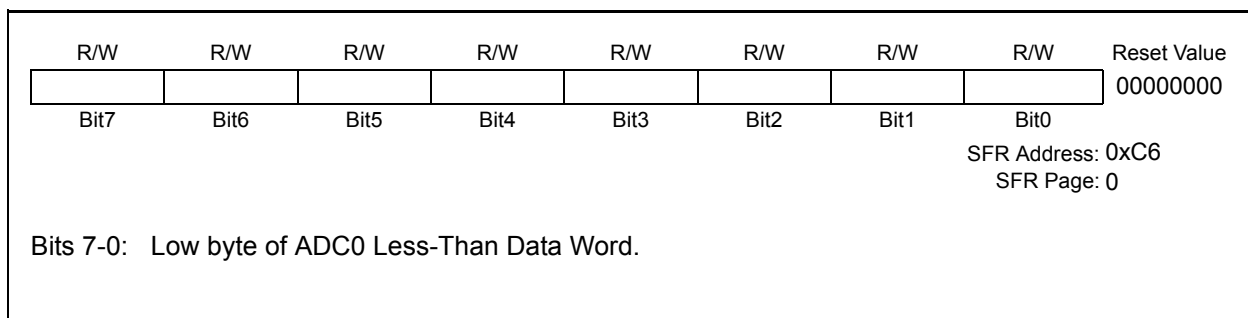 R/W R/W R/W R/W R/W R/W R/W R/W Reset Value
00000000
Bit7 Bit6 Bit5 Bit4 Bit3 Bit2 Bit1 Bit0
SFR Address: 0xC6
SFR Page: 0
Bits 7-0: Low byte of ADC0 Less-Than Data Word.